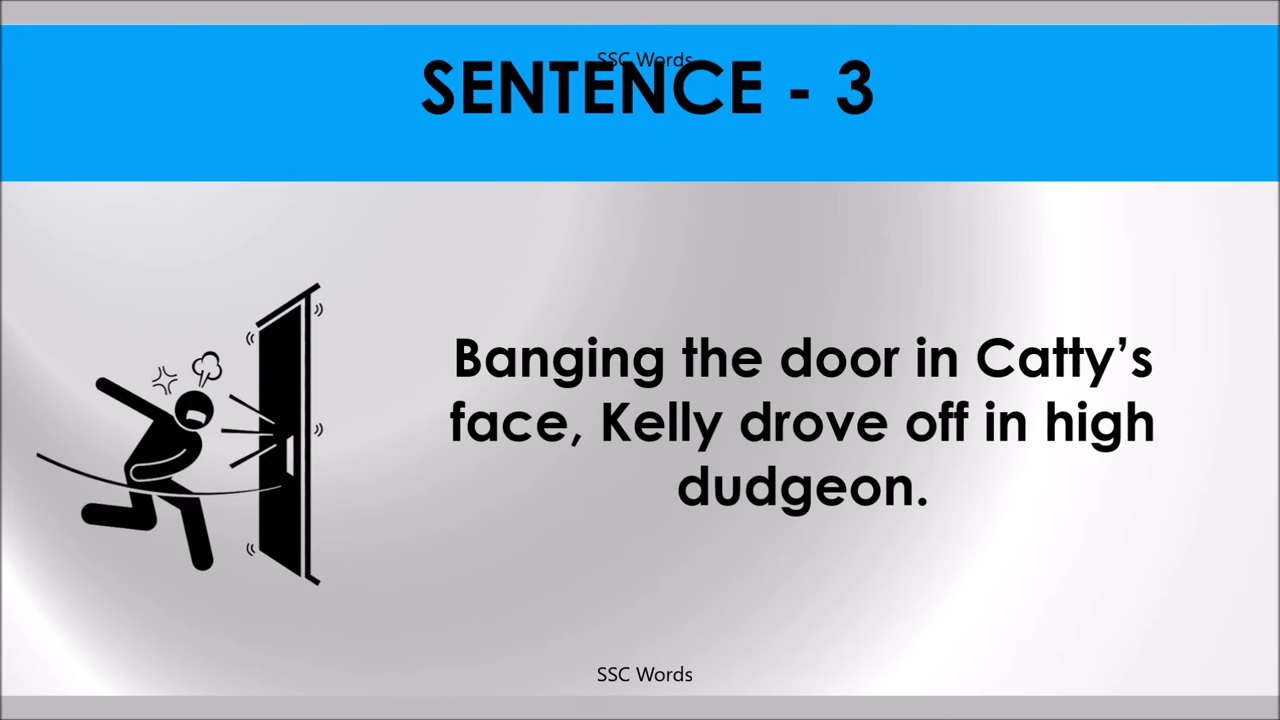 SSC Words
SENTENCE - 3
Banging the door in Catty’s
face, Kelly drove off in high
dudgeon.
SSC Words